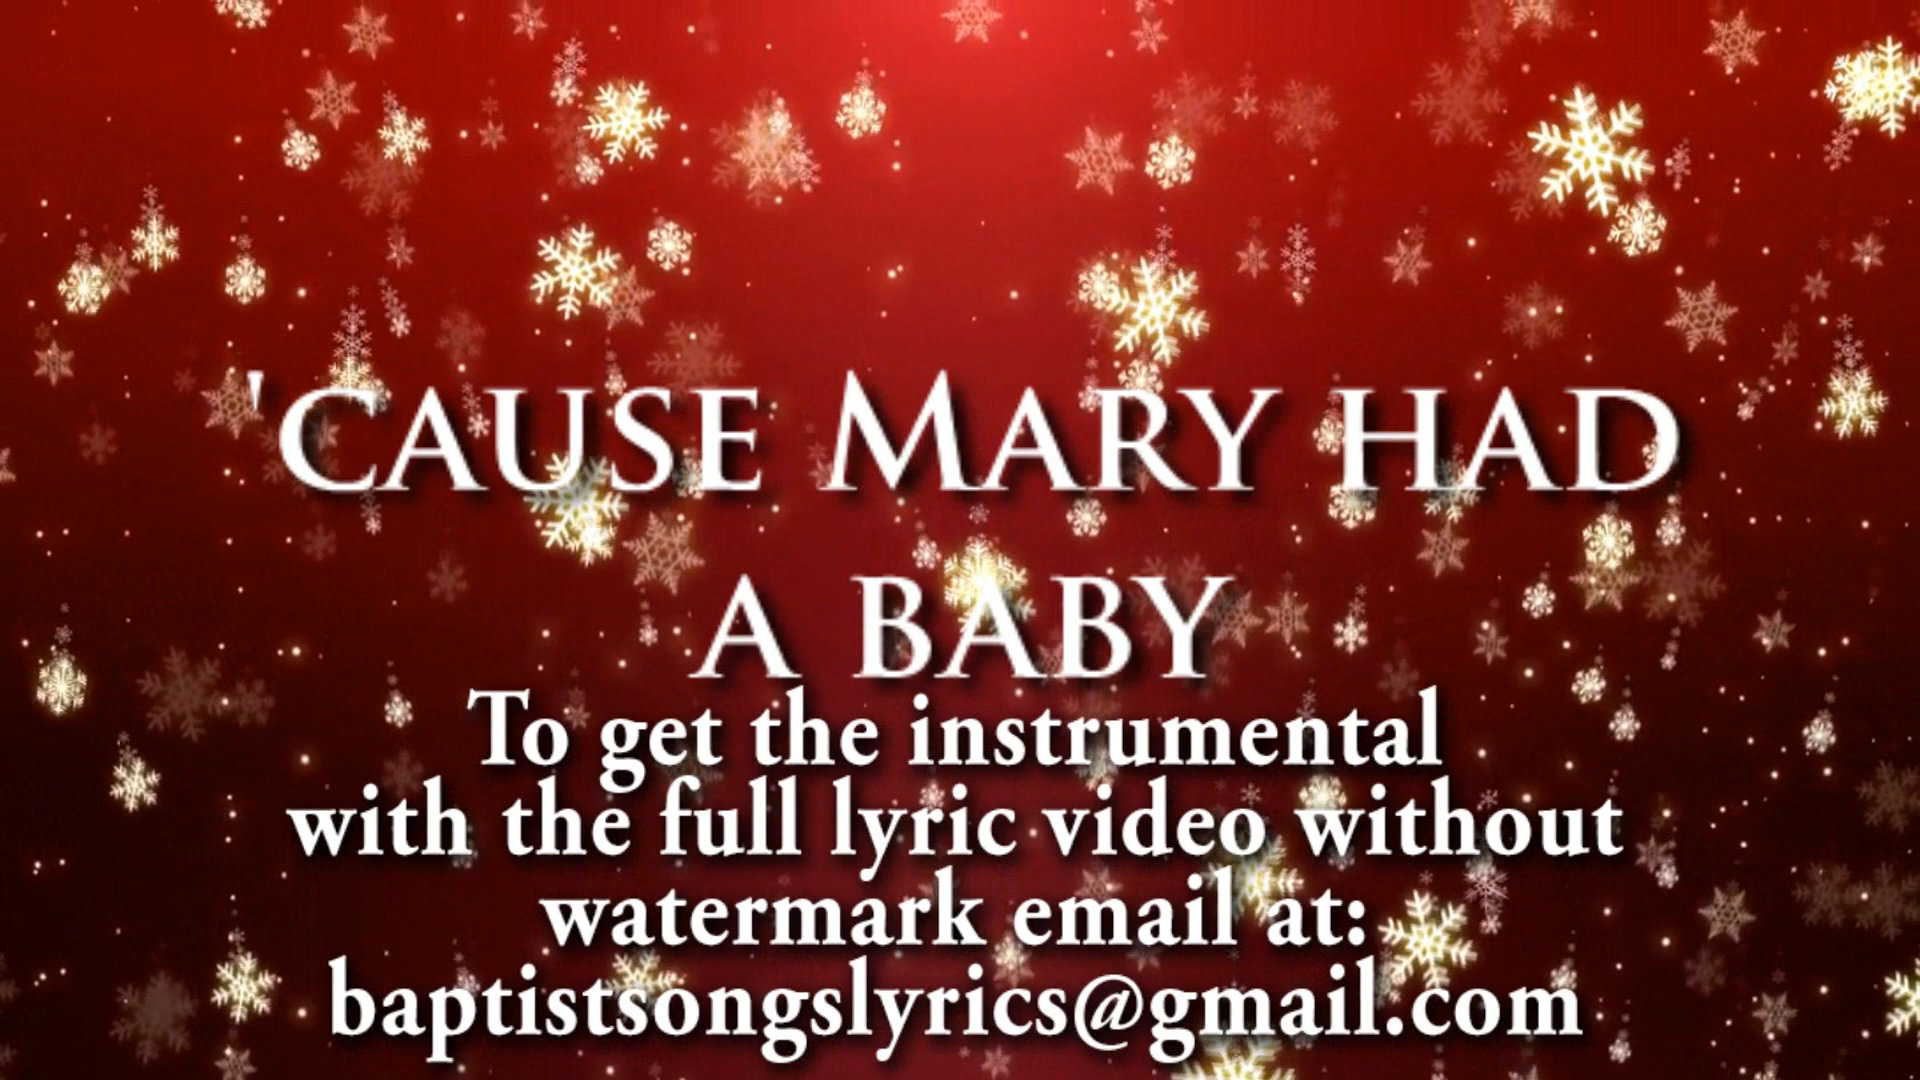 'cause Mary had
a baby
To get the instrumental
with the full lyric video without
watermark email at:
baptistsongslyrics@gmail.com